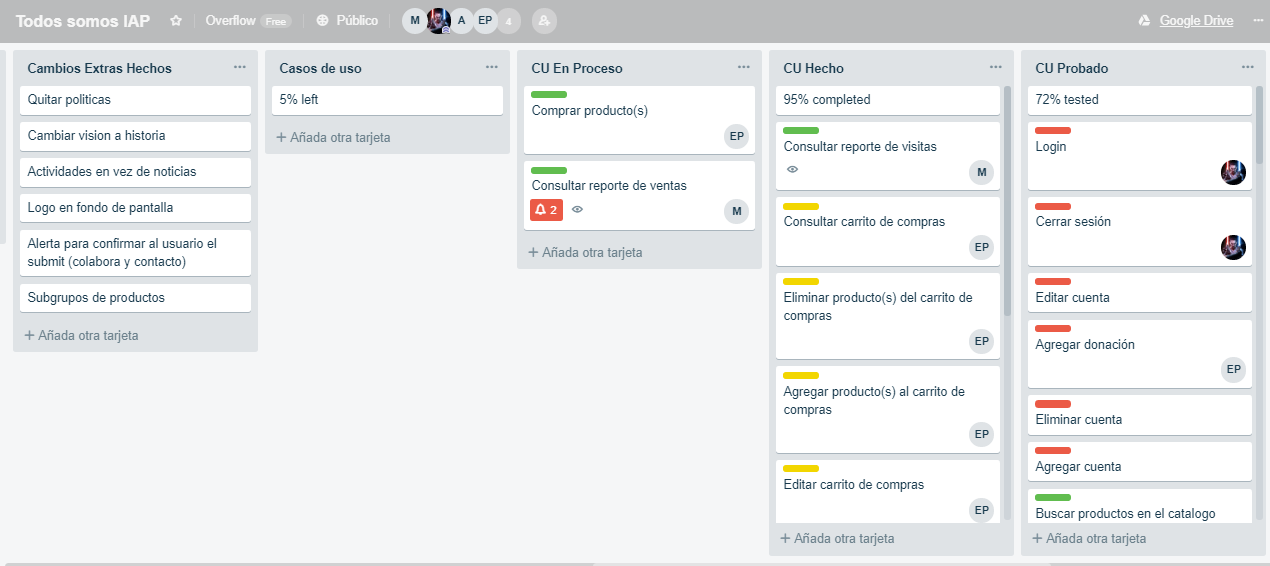 Todos somos IAP
Overflow Free
Público
M
A
EP
4
Google Drive
Cambios Extras Hechos
Quitar politicas
Cambiar vision a historia
Actividades en vez de noticias
Logo en fondo de pantalla
Alerta para confirmar al usuario el
submit (colabora y contacto)
Subgrupos de productos
+ Añada otra tarjeta
Casos de uso
5% left
+ Añada otra tarjeta
CU En Proceso
Comprar producto(s)
EP
Consultar reporte de ventas
2
M
+ Añada otra tarjeta
CU Hecho
95% completed
Consultar reporte de visitas
M
Consultar carrito de compras
EP
Eliminar producto(s) del carrito de
compras
EP
Agregar producto(s) al carrito de
compras
EP
Editar carrito de compras
EP
+ Añada otra tarjeta
CU Probado
72% tested
Login
Cerrar sesión
Editar cuenta
Agregar donación
EP
Eliminar cuenta
Agregar cuenta
Buscar productos en el catalogo
+ Añada otra tarjeta